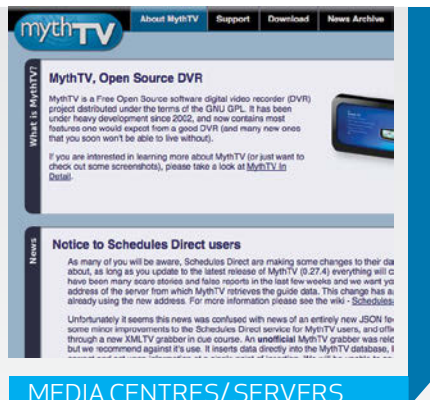 mythTV
About MythTV Support Download News Archive
What is MythTV?
MythTV, Open Source DVR
MythTV is a Free Open Source software digital video recorder (DVR)
project distributed under the terms of the GNU GPL. It has been
under heavy development since 2002, and now contains most
features one would expect from a good DVR (and many new ones
that you soon won't be able to live without).
If you are interested in learning more about MythTV (or just want to
check out some screenshots), please take a look at MythTV In
Detail.
News
Notice to Schedules Direct users
As many of you will be aware, Schedules Direct are making some changes to their da
about, as long as you update to the latest release of MythTV (0.27.4) everything will c
have been many scare stories and false reports in the last few weeks and we want yo
address of the server from which MythTV retrieves the guide data. This change has a
already using the new address. For more information please see the wiki - Schedules
Unfortunately it seems this news was confused with news of an entirely new JSON fe
some minor improvements to the Schedules Direct service for MythTV users, and offi
through a new XMLTV grabber in due course. An unofficial MythTV grabber was relc
but we recommend against it's use. It inserts data directly into the MythTV database,
MEDIA CENTRES/SERVERS